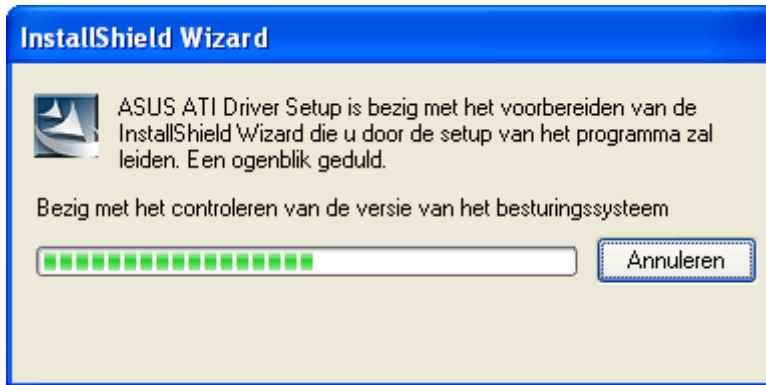 InstallShield Wizard
ASUS ATI Driver Setup is bezig met het voorbereiden van de
InstallShield Wizard die u door de setup van het programma zal
leiden. Een ogenblik geduld.
Bezig met het controleren van de versie van het besturingssysteem
Annuleren